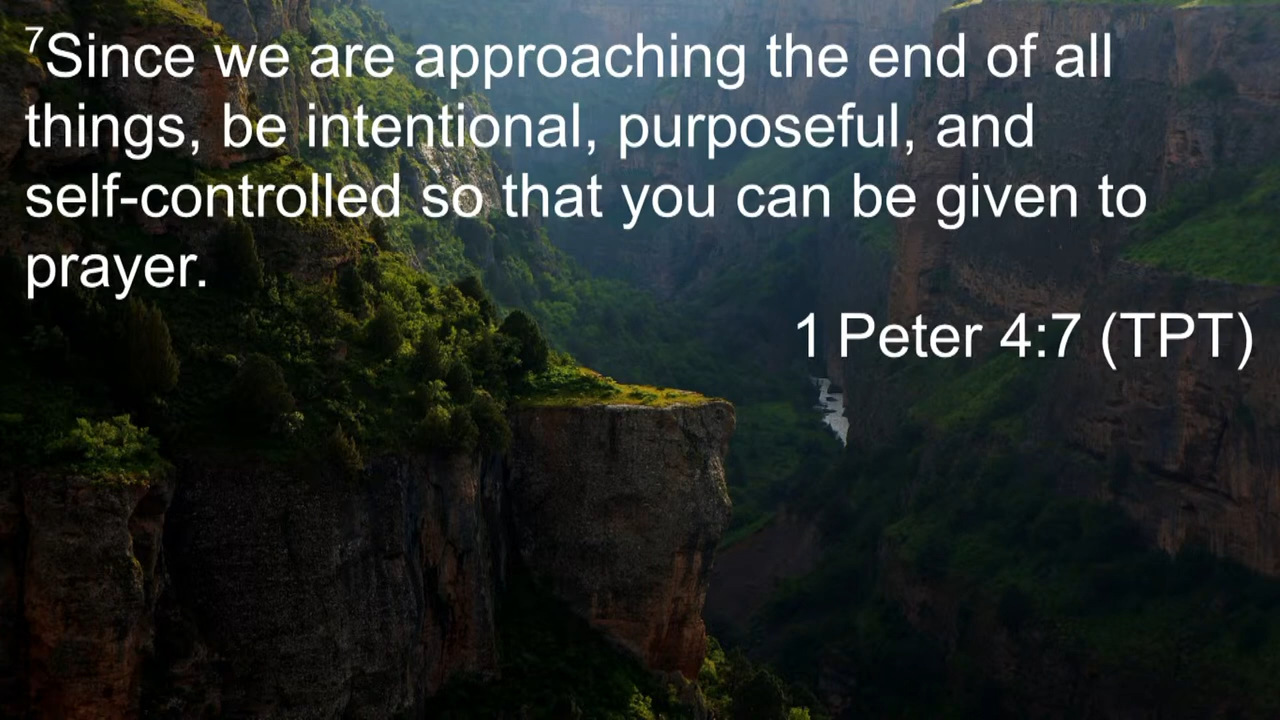 ⁷Since we are approaching the end of all
things, be intentional, purposeful, and
self-controlled so that you can be given to
prayer.
1 Peter 4:7 (TPT)